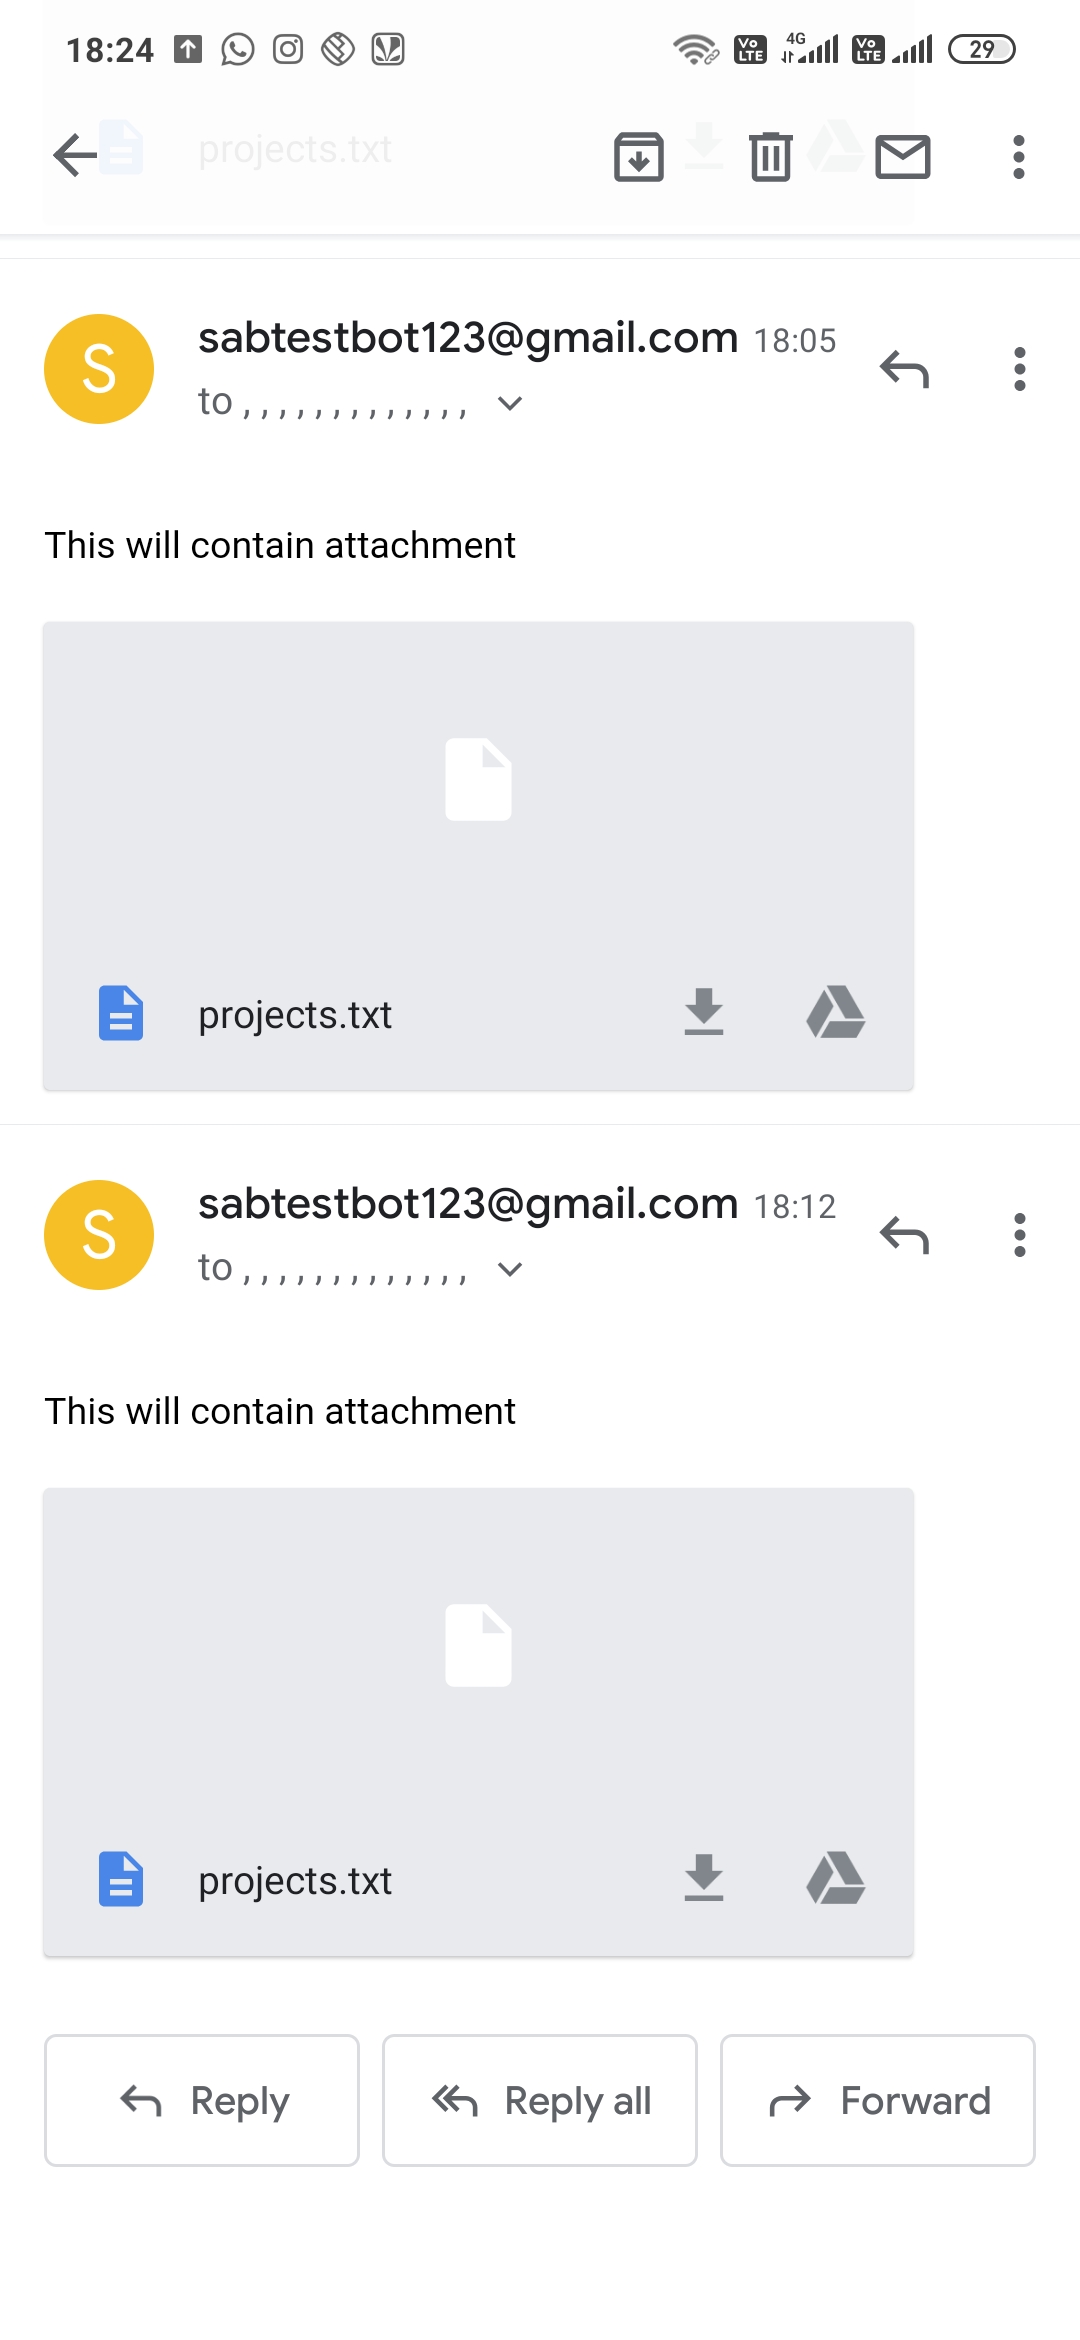 18:24
Vo LTE 4G Vo LTE 29
projects.txt
S
sabtestbot123@gmail.com 18:05
to , , , , , , , , , , , , ,
This will contain attachment
projects.txt
S
sabtestbot123@gmail.com 18:12
to , , , , , , , , , , , , ,
This will contain attachment
projects.txt
Reply Reply all Forward